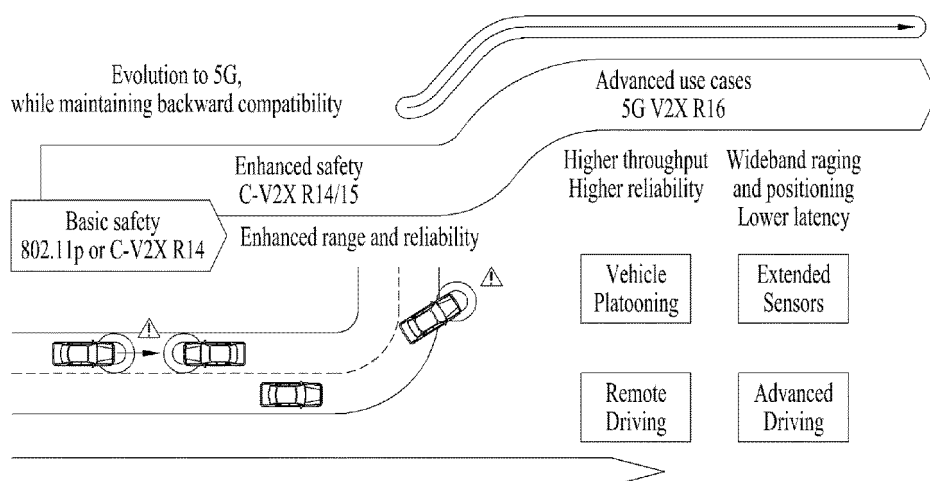 Evolution to 5G,
while maintaining backward compatibility
Advanced use cases
5G V2X R16
Enhanced safety
C-V2X R14/15
Higher throughput
Higher reliability
Wideband raging
and positioning
Lower latency
Basic safety
802.11p or C-V2X R14
Enhanced range and reliability
Vehicle
Platooning
Extended
Sensors
Remote
Driving
Advanced
Driving